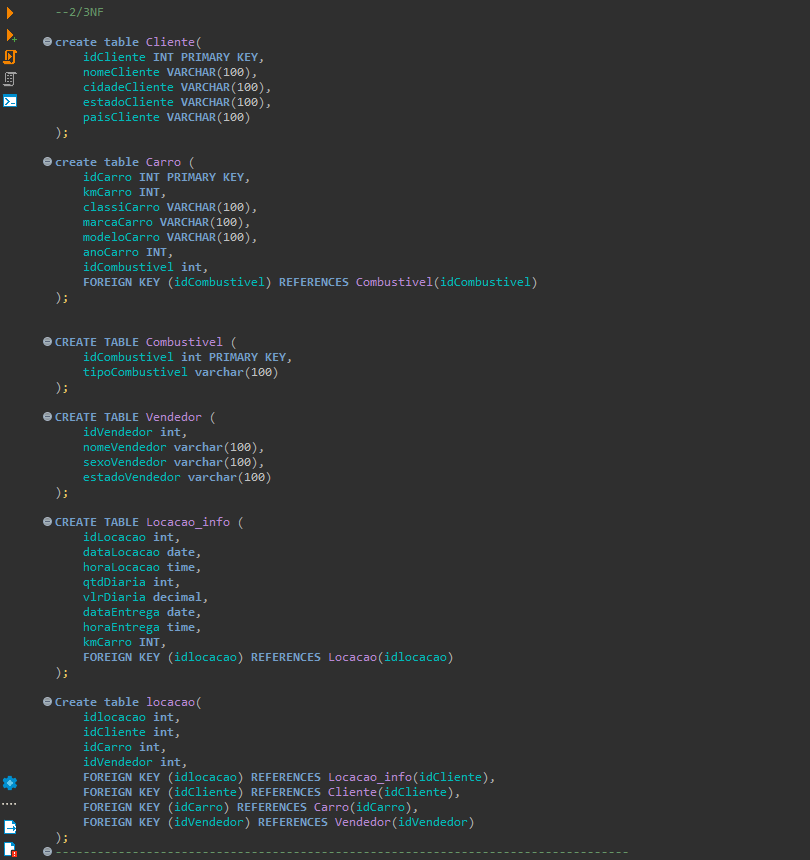 --2/3NF
create table Cliente(
idCliente INT PRIMARY KEY,
nomeCliente VARCHAR(100),
cidadeCliente VARCHAR(100),
estadoCliente VARCHAR(100),
paisCliente VARCHAR(100)
);
create table Carro (
idCarro INT PRIMARY KEY,
kmCarro INT,
classiCarro VARCHAR(100),
marcaCarro VARCHAR(100),
modeloCarro VARCHAR(100),
anoCarro INT,
idCombustivel int,
FOREIGN KEY (idCombustivel) REFERENCES Combustivel(idCombustivel)
);
CREATE TABLE Combustivel (
idCombustivel int PRIMARY KEY,
tipoCombustivel varchar(100)
);
CREATE TABLE Vendedor (
idVendedor int,
nomeVendedor varchar(100),
sexoVendedor varchar(100),
estadoVendedor varchar(100)
);
CREATE TABLE Locacao_info (
idLocacao int,
dataLocacao date,
horaLocacao time,
qtdDiaria int,
vlrDiaria decimal,
dataEntrega date,
horaEntrega time,
kmCarro INT,
FOREIGN KEY (idlocacao) REFERENCES Locacao(idlocacao)
);
Create table locacao(
idlocacao int,
idCliente int,
idCarro int,
idVendedor int,
FOREIGN KEY (idlocacao) REFERENCES Locacao_info(idCliente),
FOREIGN KEY (idCliente) REFERENCES Cliente(idCliente),
FOREIGN KEY (idCarro) REFERENCES Carro(idCarro),
FOREIGN KEY (idVendedor) REFERENCES Vendedor(idVendedor)
);
----------------------------------------------------------------------------------